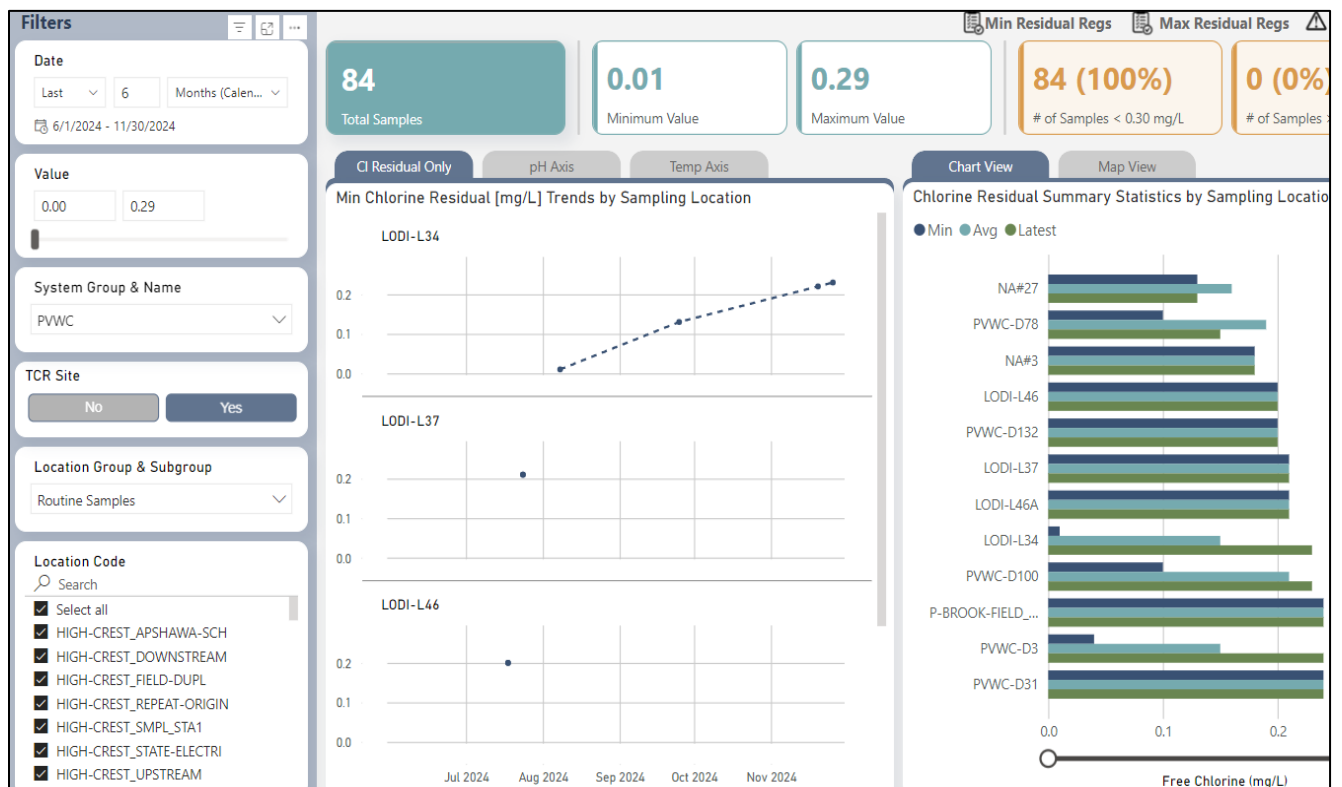 Filters
Date
Last 6 Months (Calen...
6/1/2024 - 11/30/2024
Value
0.00 0.29
System Group & Name
PVWC
TCR Site
No Yes
Location Group & Subgroup
Routine Samples
Location Code
Search
Select all
HIGH-CREST_APSHAWA-SCH
HIGH-CREST_DOWNSTREAM
HIGH-CREST_FIELD-DUPL
HIGH-CREST_REPEAT-ORIGIN
HIGH-CREST_SMPL_STA1
HIGH-CREST_STATE-ELECTRI
HIGH-CREST_UPSTREAM
Min Residual Regs Max Residual Regs
84
Total Samples
0.01
Minimum Value
0.29
Maximum Value
84 (100%)
# of Samples < 0.30 mg/L
0 (0%)
# of Samples >
Cl Residual Only pH Axis Temp Axis
Min Chlorine Residual [mg/L] Trends by Sampling Location
LODI-L34
0.2
0.1
0.0
LODI-L37
0.2
0.1
0.0
LODI-L46
0.2
0.1
0.0
Jul 2024 Aug 2024 Sep 2024 Oct 2024 Nov 2024
Chart View Map View
Chlorine Residual Summary Statistics by Sampling Locatio
Min Avg Latest
NA#27
PVWC-D78
NA#3
LODI-L46
PVWC-D132
LODI-L37
LODI-L46A
LODI-L34
PVWC-D100
P-BROOK-FIELD_...
PVWC-D3
PVWC-D31
0.0 0.1 0.2
Free Chlorine (mg/L)